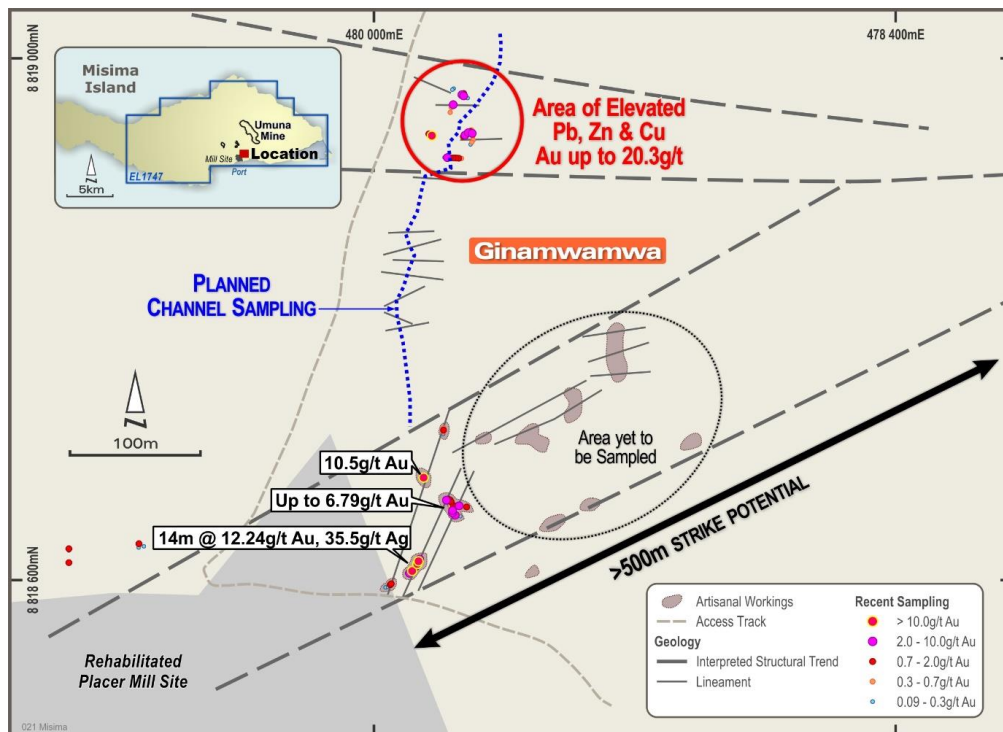 480 000mE
478 400mE
8 819 000mN
Misima
Island
Umuna
Mine
Mill Site
Location
Port
EL1747
5km
N
Area of Elevated
Pb, Zn & Cu
Au up to 20.3g/t
Ginamwamwa
PLANNED
CHANNEL SAMPLING
N
100m
Area yet to
be Sampled
10.5g/t Au
Up to 6.79g/t Au
14m @ 12.24g/t Au, 35.5g/t Ag
>500m STRIKE POTENTIAL
8 818 600mN
Rehabilitated
Placer Mill Site
Artisanal Workings
Access Track
Geology
Interpreted Structural Trend
Lineament
Recent Sampling
> 10.0g/t Au
2.0 - 10.0g/t Au
0.7 - 2.0g/t Au
0.3 - 0.7g/t Au
0.09 - 0.3g/t Au
021 Misima